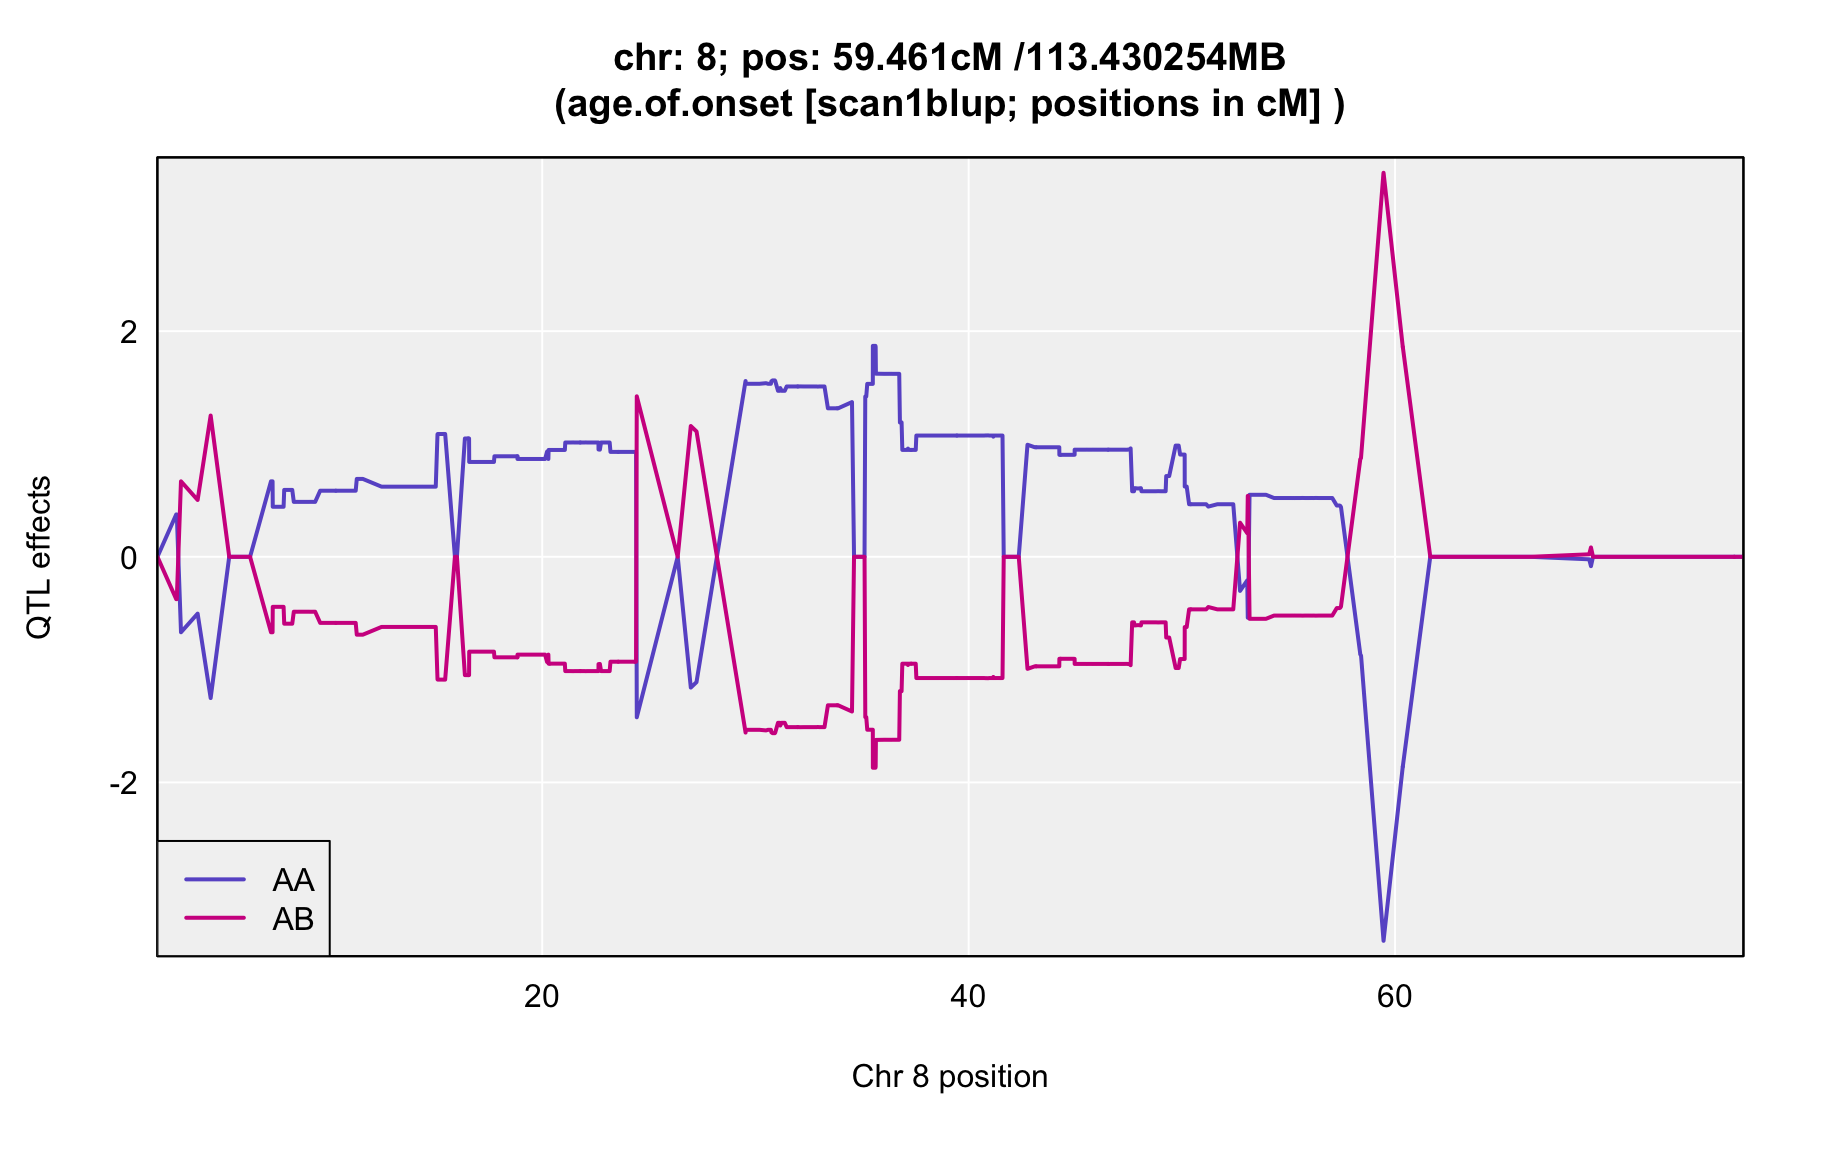 chr: 8; pos: 59.461cM /113.430254MB
(age.of.onset [scan1blup; positions in cM] )
QTL effects
2
0
-2
AA
AB
20
40
60
Chr 8 position